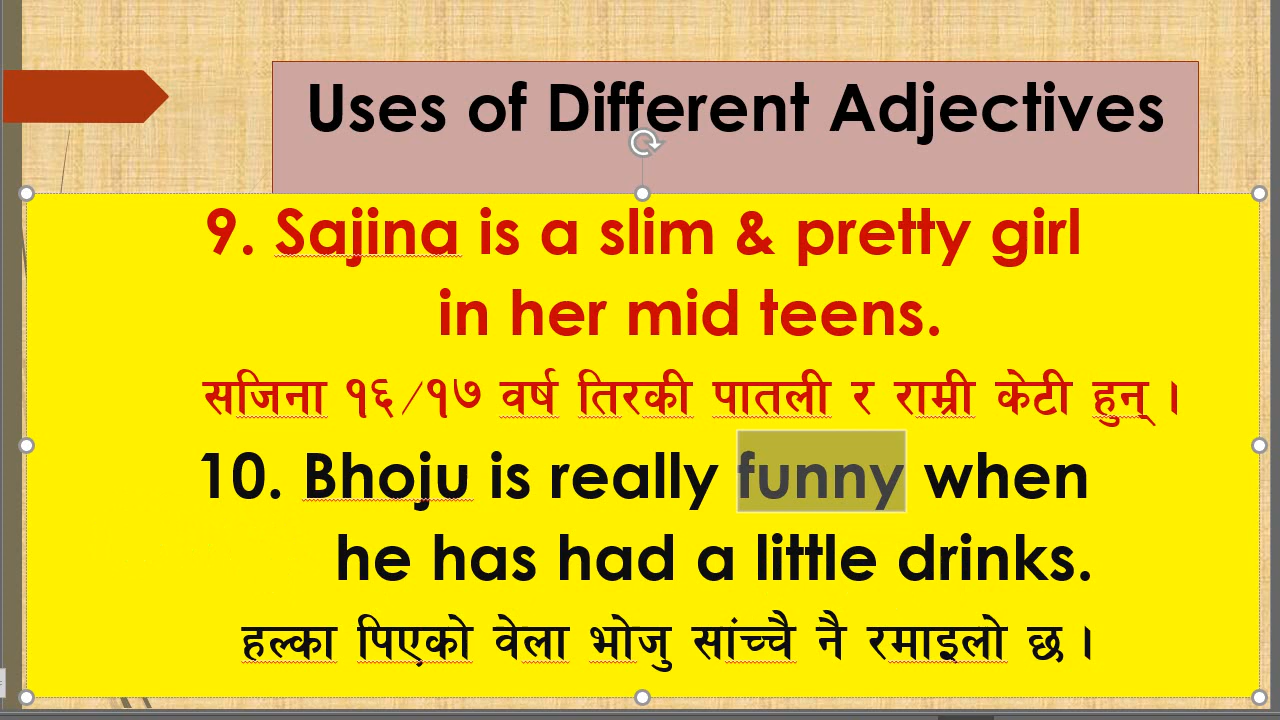 Uses of Different Adjectives
9. Sajina is a slim & pretty girl
in her mid teens.
सजिना १६/१७ वर्ष तिरकी पातली र राम्री केटी हुन् ।
10. Bhoju is really funny when
he has had a little drinks.
हल्का पिएको वेला भोजु सांच्चै नै रमाइलो छ ।